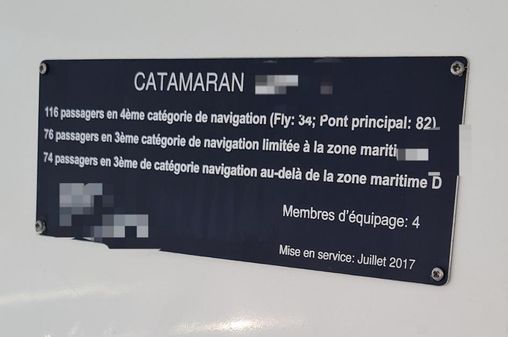 CATAMARAN
116 passagers en 4ème catégorie de navigation (Fly: 34; Pont principal: 82)
76 passagers en 3ème catégorie de navigation limitée à la zone mariti
74 passagers en 3ème de catégorie navigation au-delà de la zone maritime D
Membres d'équipage: 4
Mise en service: Juillet 2017